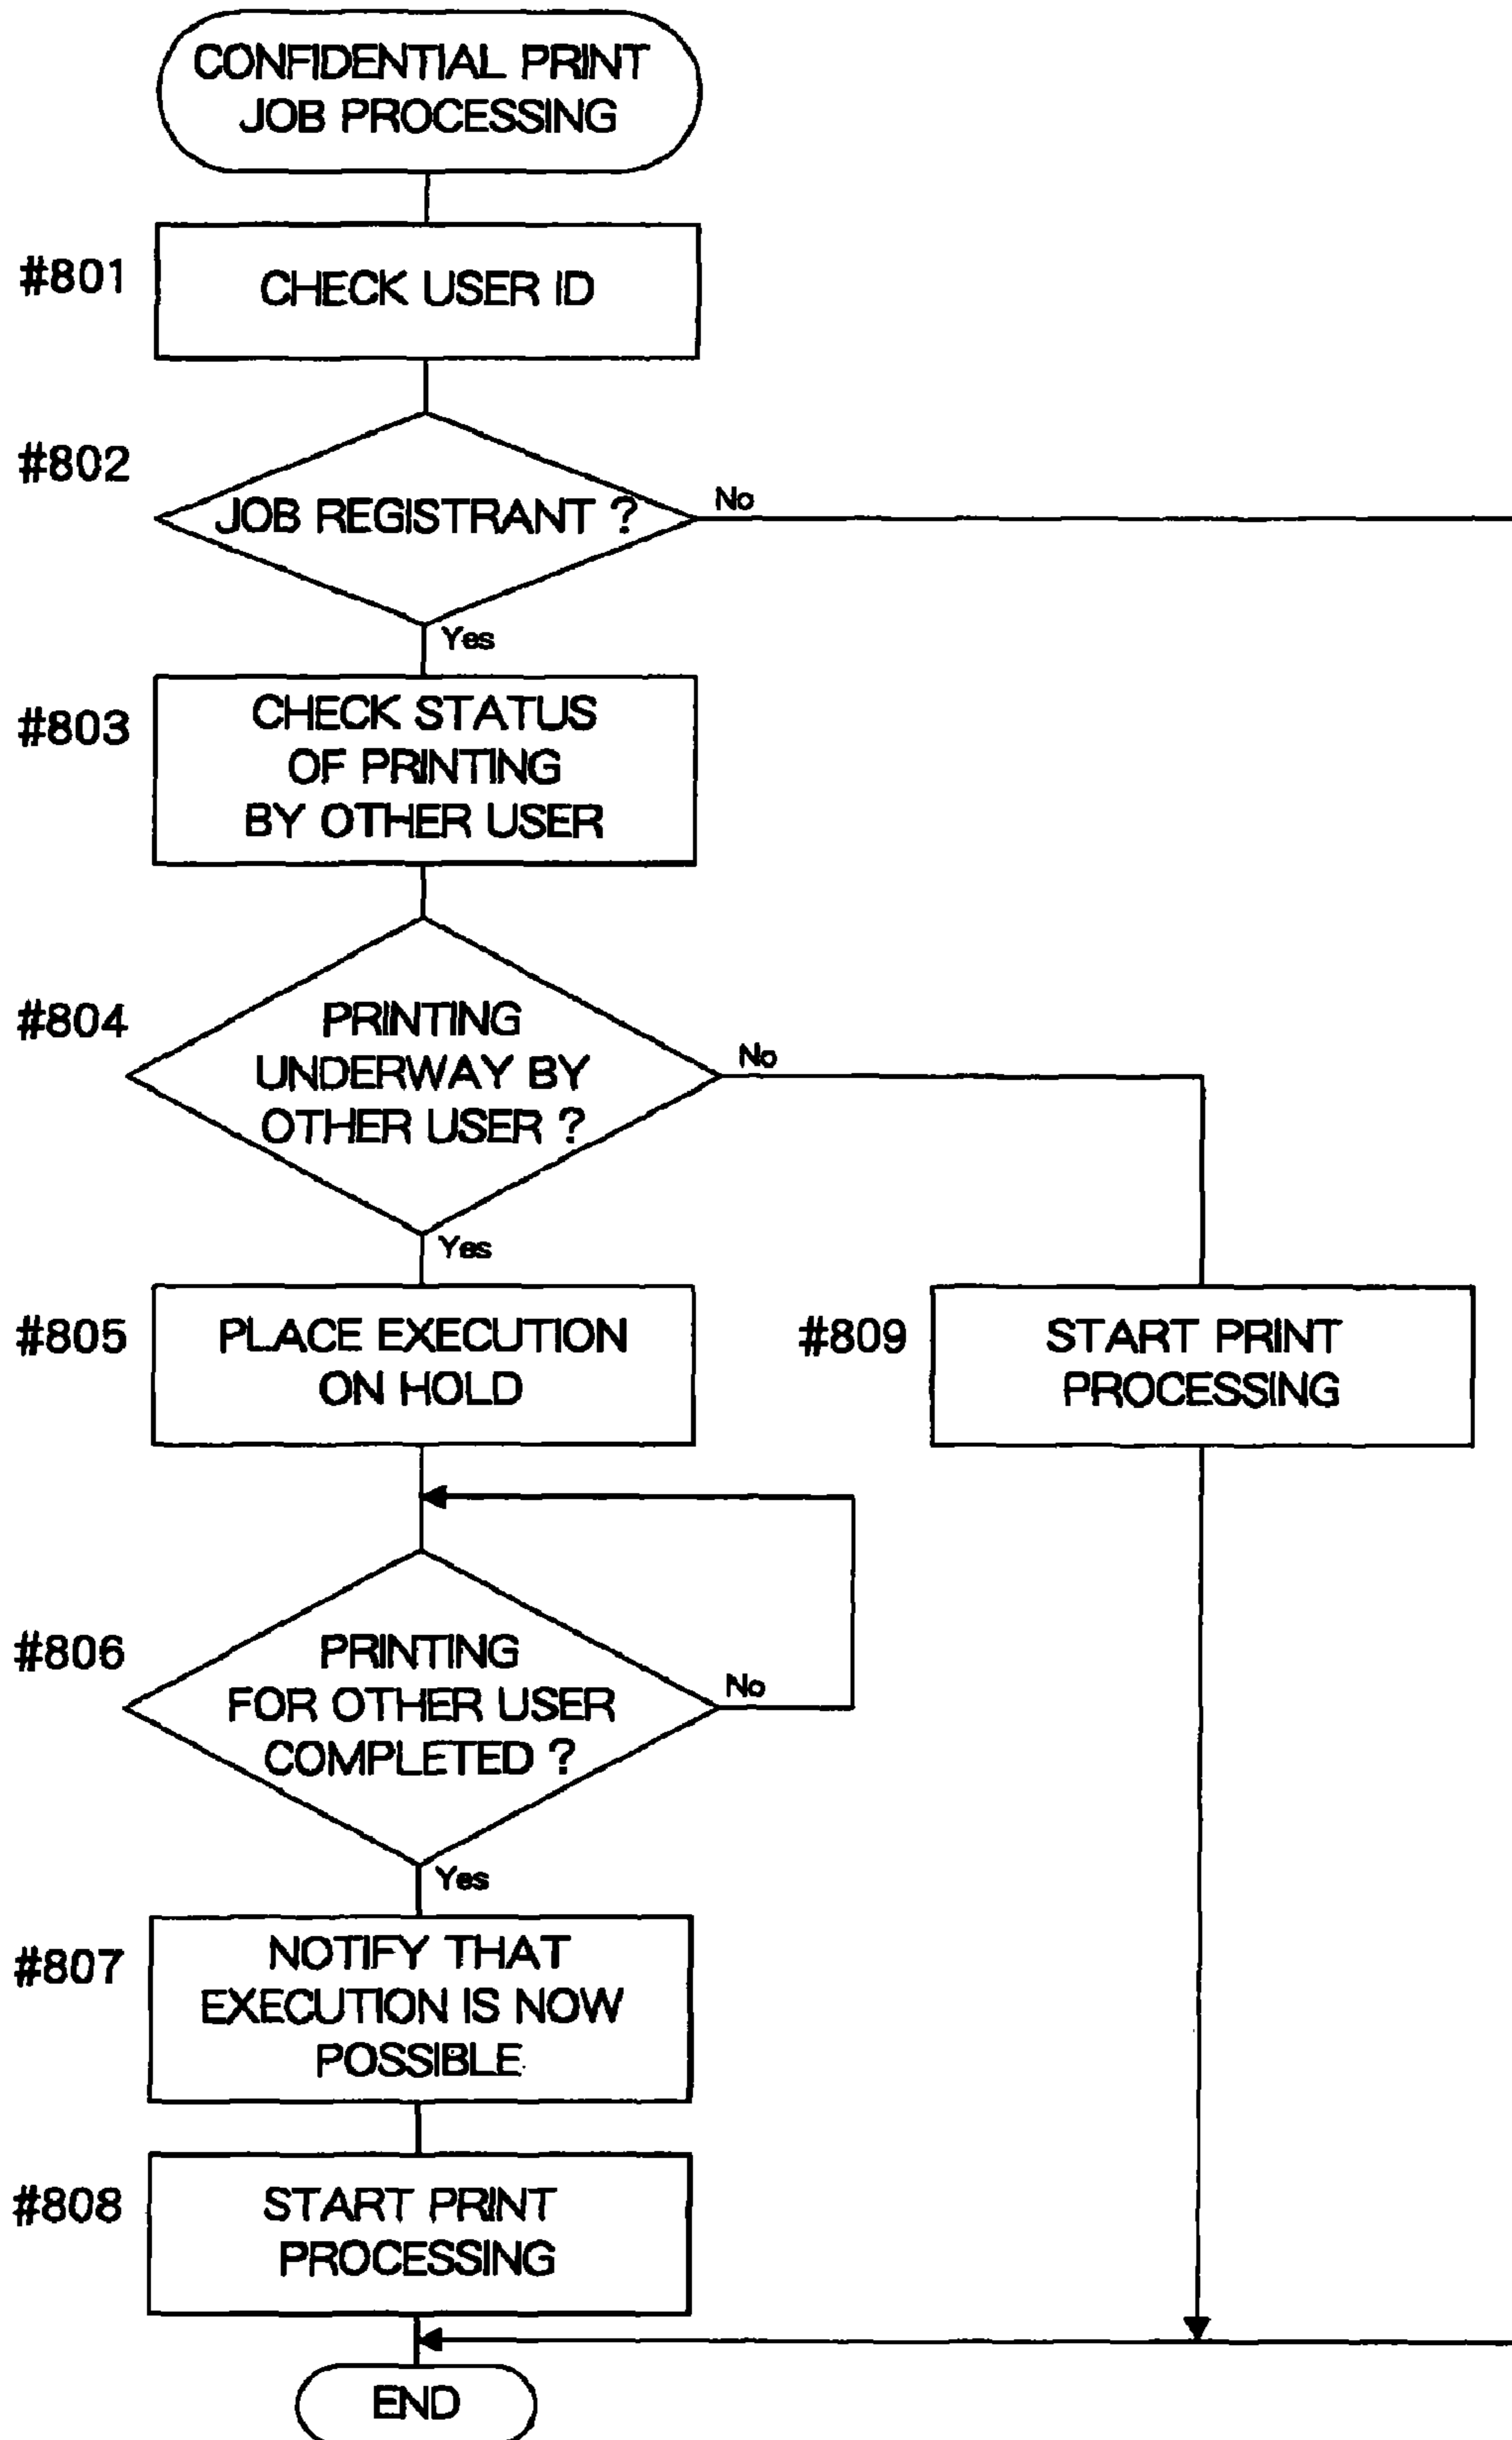 CONFIDENTIAL PRINT
JOB PROCESSING
#801
CHECK USER ID
#802
JOB REGISTRANT ?
No
Yes
#803
CHECK STATUS
OF PRINTING
BY OTHER USER
#804
PRINTING
UNDERWAY BY
OTHER USER ?
No
Yes
#805
PLACE EXECUTION
ON HOLD
#809
START PRINT
PROCESSING
#806
PRINTING
FOR OTHER USER
COMPLETED ?
No
Yes
#807
NOTIFY THAT
EXECUTION IS NOW
POSSIBLE
#808
START PRINT
PROCESSING
END